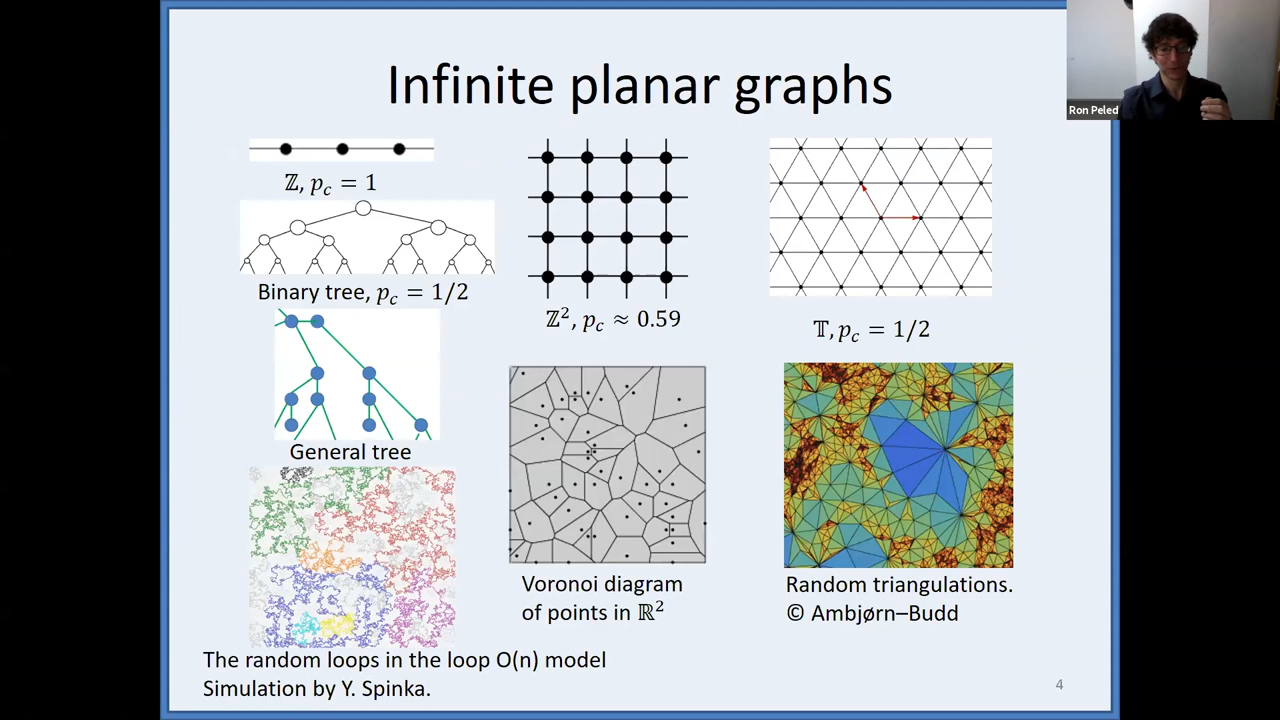 Infinite planar graphs
Ron Peled
ℤ, p_c = 1
Binary tree, p_c = 1/2
ℤ², p_c ≈ 0.59
𝕋, p_c = 1/2
General tree
Voronoi diagram
of points in ℝ²
Random triangulations.
© Ambjørn–Budd
The random loops in the loop O(n) model
Simulation by Y. Spinka.
4